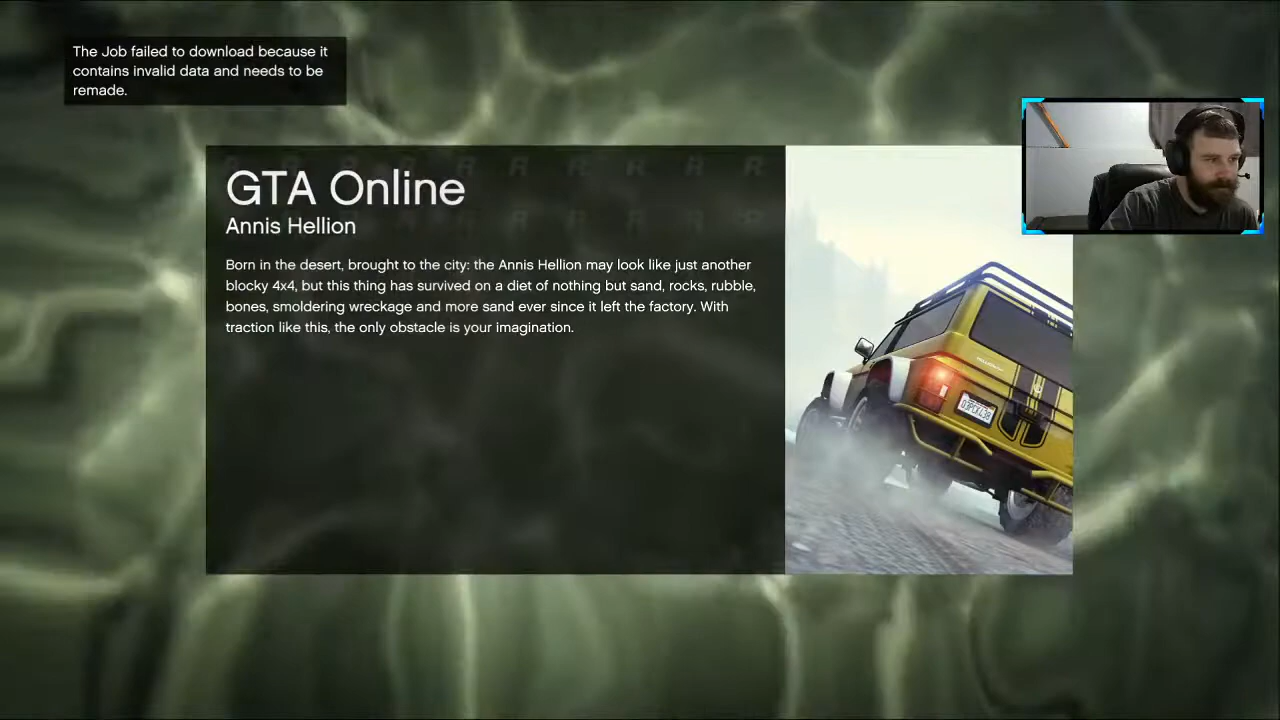 The Job failed to download because it
contains invalid data and needs to be
remade.
GTA Online
Annis Hellion
Born in the desert, brought to the city: the Annis Hellion may look like just another
blocky 4x4, but this thing has survived on a diet of nothing but sand, rocks, rubble,
bones, smoldering wreckage and more sand ever since it left the factory. With
traction like this, the only obstacle is your imagination.